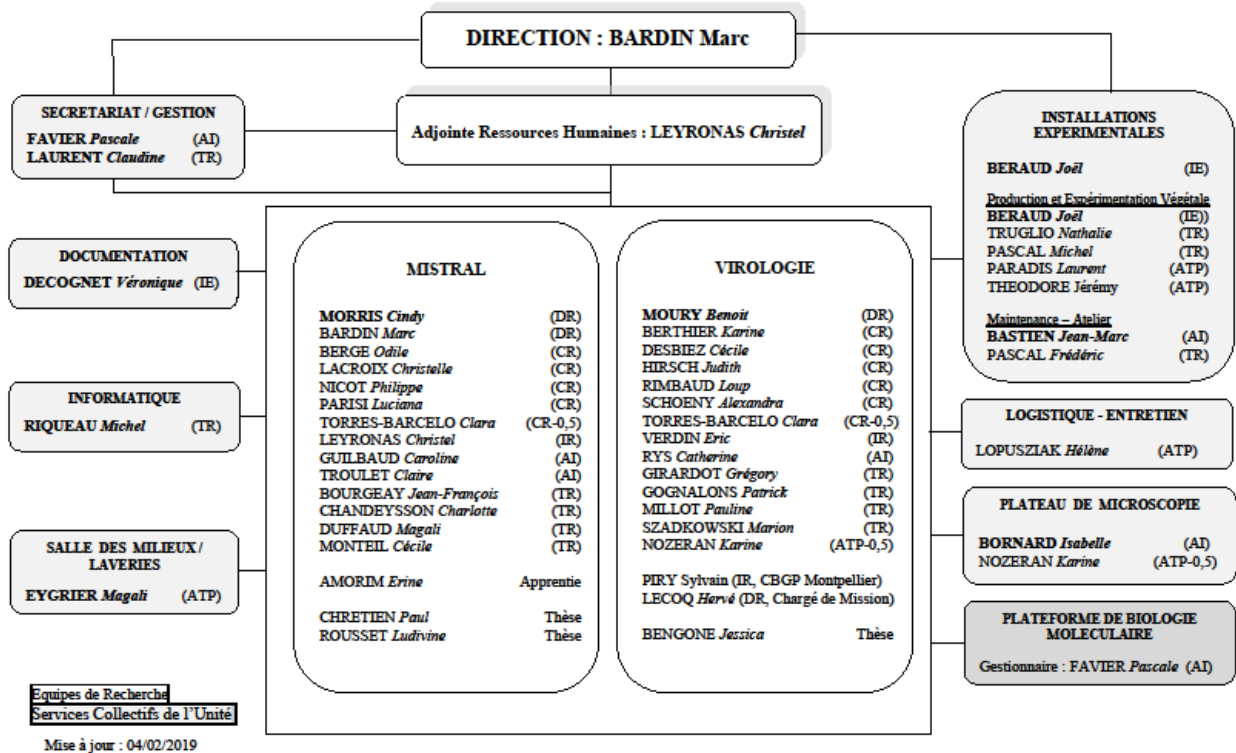 DIRECTION : BARDIN Marc
SECRETARIAT / GESTION
FAVIER Pascale (AI)
LAURENT Claudine (TR)
Adjointe Ressources Humaines : LEYRONAS Christel
INSTALLATIONS
EXPERIMENTALES
BERAUD Joël (IE)
Production et Expérimentation Végétale
BERAUD Joël (IE))
TRUGLIO Nathalie (TR)
PASCAL Michel (TR)
PARADIS Laurent (ATP)
THEODORE Jérémy (ATP)
Maintenance – Atelier
BASTIEN Jean-Marc (AI)
PASCAL Frédéric (TR)
DOCUMENTATION
DECOGNET Véronique (IE)
INFORMATIQUE
RIQUEAU Michel (TR)
SALLE DES MILIEUX /
LAVERIES
EYGRIER Magali (ATP)
MISTRAL
MORRIS Cindy (DR)
BARDIN Marc (DR)
BERGE Odile (CR)
LACROIX Christelle (CR)
NICOT Philippe (CR)
PARISI Luciana (CR)
TORRES-BARCELO Clara (CR-0,5)
LEYRONAS Christel (IR)
GUILBAUD Caroline (AI)
TROULET Claire (AI)
BOURGEAY Jean-François (TR)
CHANDEYSSON Charlotte (TR)
DUFFAUD Magali (TR)
MONTEIL Cécile (TR)
AMORIM Erine Apprentie
CHRETIEN Paul Thèse
ROUSSET Ludivine Thèse
VIROLOGIE
MOURY Benoit (DR)
BERTHIER Karine (CR)
DESBIEZ Cécile (CR)
HIRSCH Judith (CR)
RIMBAUD Loup (CR)
SCHOENY Alexandra (CR)
TORRES-BARCELO Clara (CR-0,5)
VERDIN Eric (IR)
RYS Catherine (AI)
GIRARDOT Grégory (TR)
GOGNALONS Patrick (TR)
MILLOT Pauline (TR)
SZADKOWSKI Marion (TR)
NOZERAN Karine (ATP-0,5)
PIRY Sylvain (IR, CBGP Montpellier)
LECOQ Hervé (DR, Chargé de Mission)
BENGONE Jessica Thèse
LOGISTIQUE - ENTRETIEN
LOPUSZIAK Hélène (ATP)
PLATEAU DE MICROSCOPIE
BORNARD Isabelle (AI)
NOZERAN Karine (ATP-0,5)
PLATEFORME DE BIOLOGIE
MOLECULAIRE
Gestionnaire : FAVIER Pascale (AI)
Equipes de Recherche
Services Collectifs de l'Unité
Mise à jour : 04/02/2019